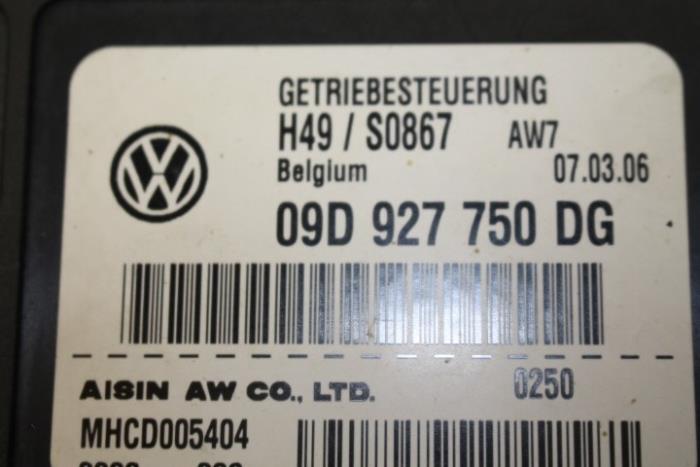 GETRIEBESTEUERUNG
H49 / S0867 AW7
Belgium 07.03.06
09D 927 750 DG
AISIN AW CO., LTD. 0250
MHCD005404